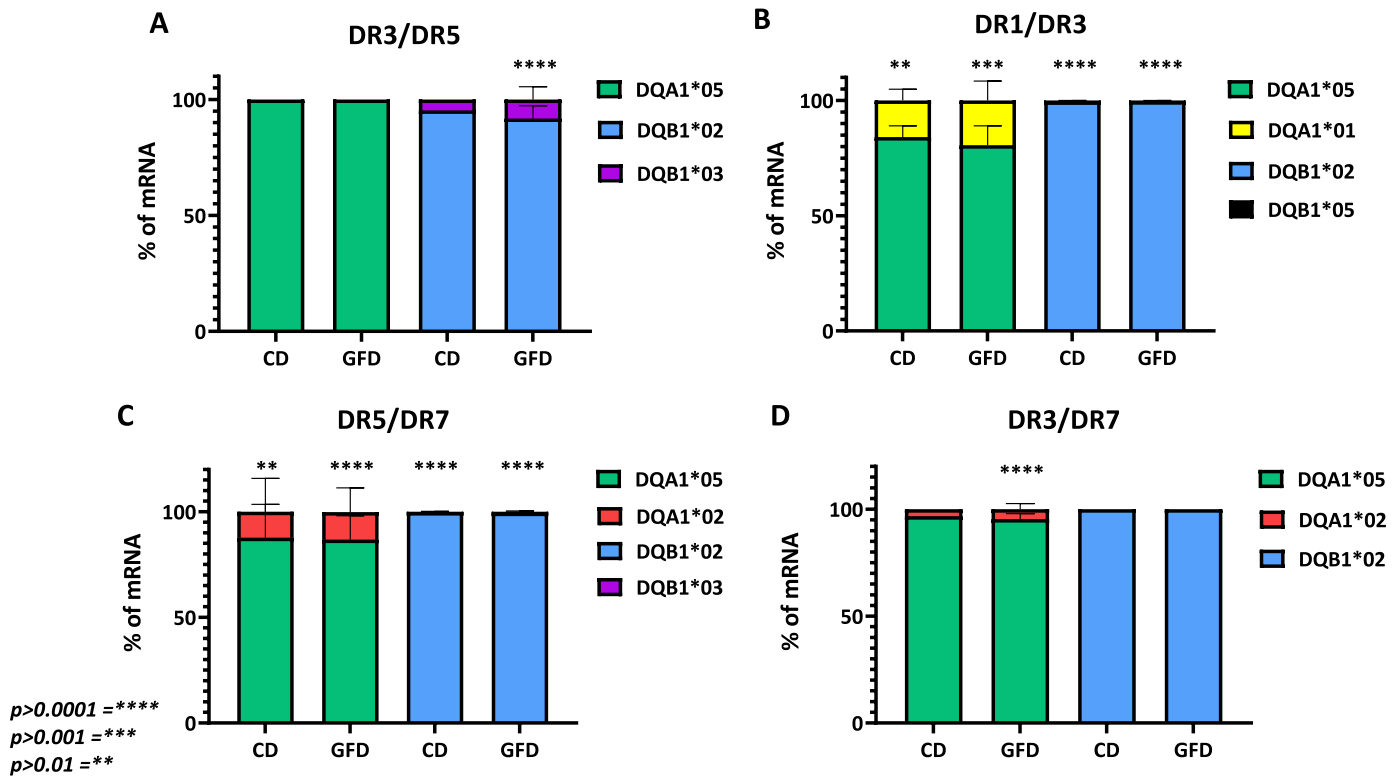 A
DR3/DR5
****
% of mRNA
100
50
0
CD
GFD
CD
GFD
DQA1*05
DQB1*02
DQB1*03
B
DR1/DR3
**
***
****
****
% of mRNA
100
50
0
CD
GFD
CD
GFD
DQA1*05
DQA1*01
DQB1*02
DQB1*05
C
DR5/DR7
**
****
****
****
% of mRNA
100
50
0
CD
GFD
CD
GFD
DQA1*05
DQA1*02
DQB1*02
DQB1*03
D
DR3/DR7
****
% of mRNA
100
50
0
CD
GFD
CD
GFD
DQA1*05
DQA1*02
DQB1*02
p>0.0001 =****
p>0.001 =***
p>0.01 =**